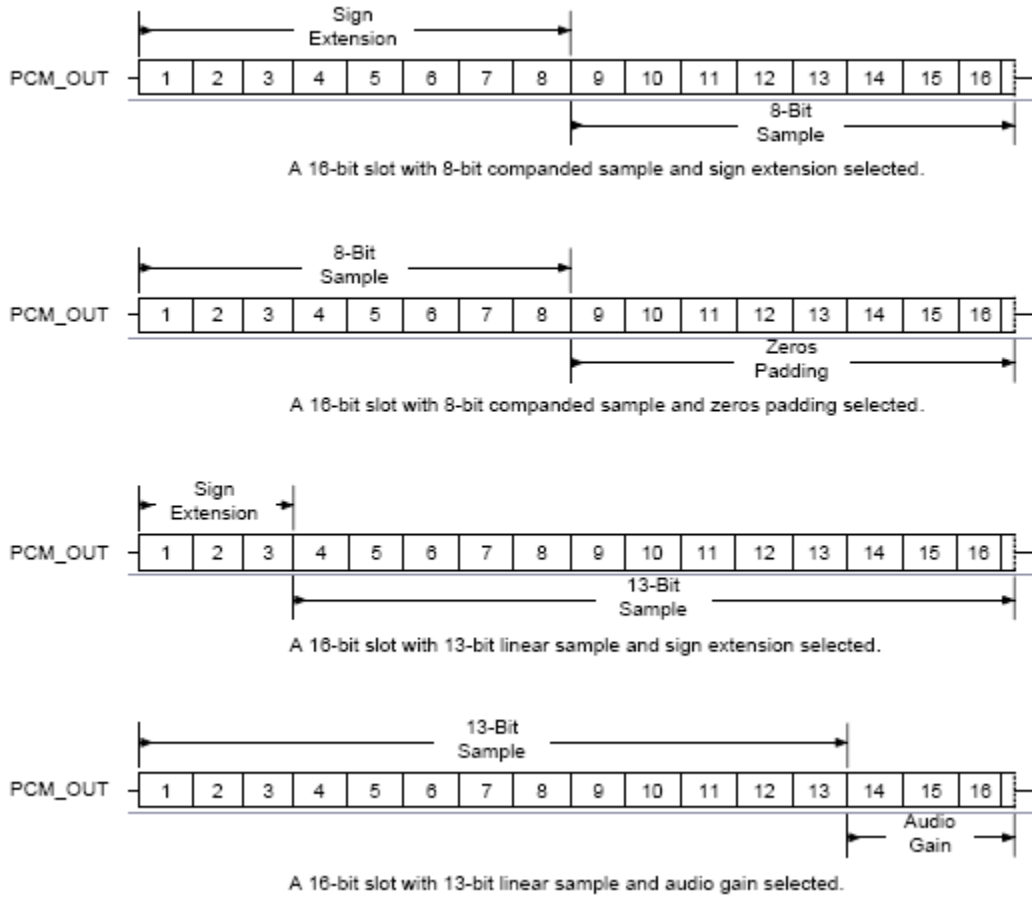 Sign
Extension
PCM_OUT 1 2 3 4 5 6 7 8 9 10 11 12 13 14 15 16
8-Bit
Sample
A 16-bit slot with 8-bit companded sample and sign extension selected.
8-Bit
Sample
PCM_OUT 1 2 3 4 5 6 7 8 9 10 11 12 13 14 15 16
Zeros
Padding
A 16-bit slot with 8-bit companded sample and zeros padding selected.
Sign
Extension
PCM_OUT 1 2 3 4 5 6 7 8 9 10 11 12 13 14 15 16
13-Bit
Sample
A 16-bit slot with 13-bit linear sample and sign extension selected.
13-Bit
Sample
PCM_OUT 1 2 3 4 5 6 7 8 9 10 11 12 13 14 15 16
Audio
Gain
A 16-bit slot with 13-bit linear sample and audio gain selected.